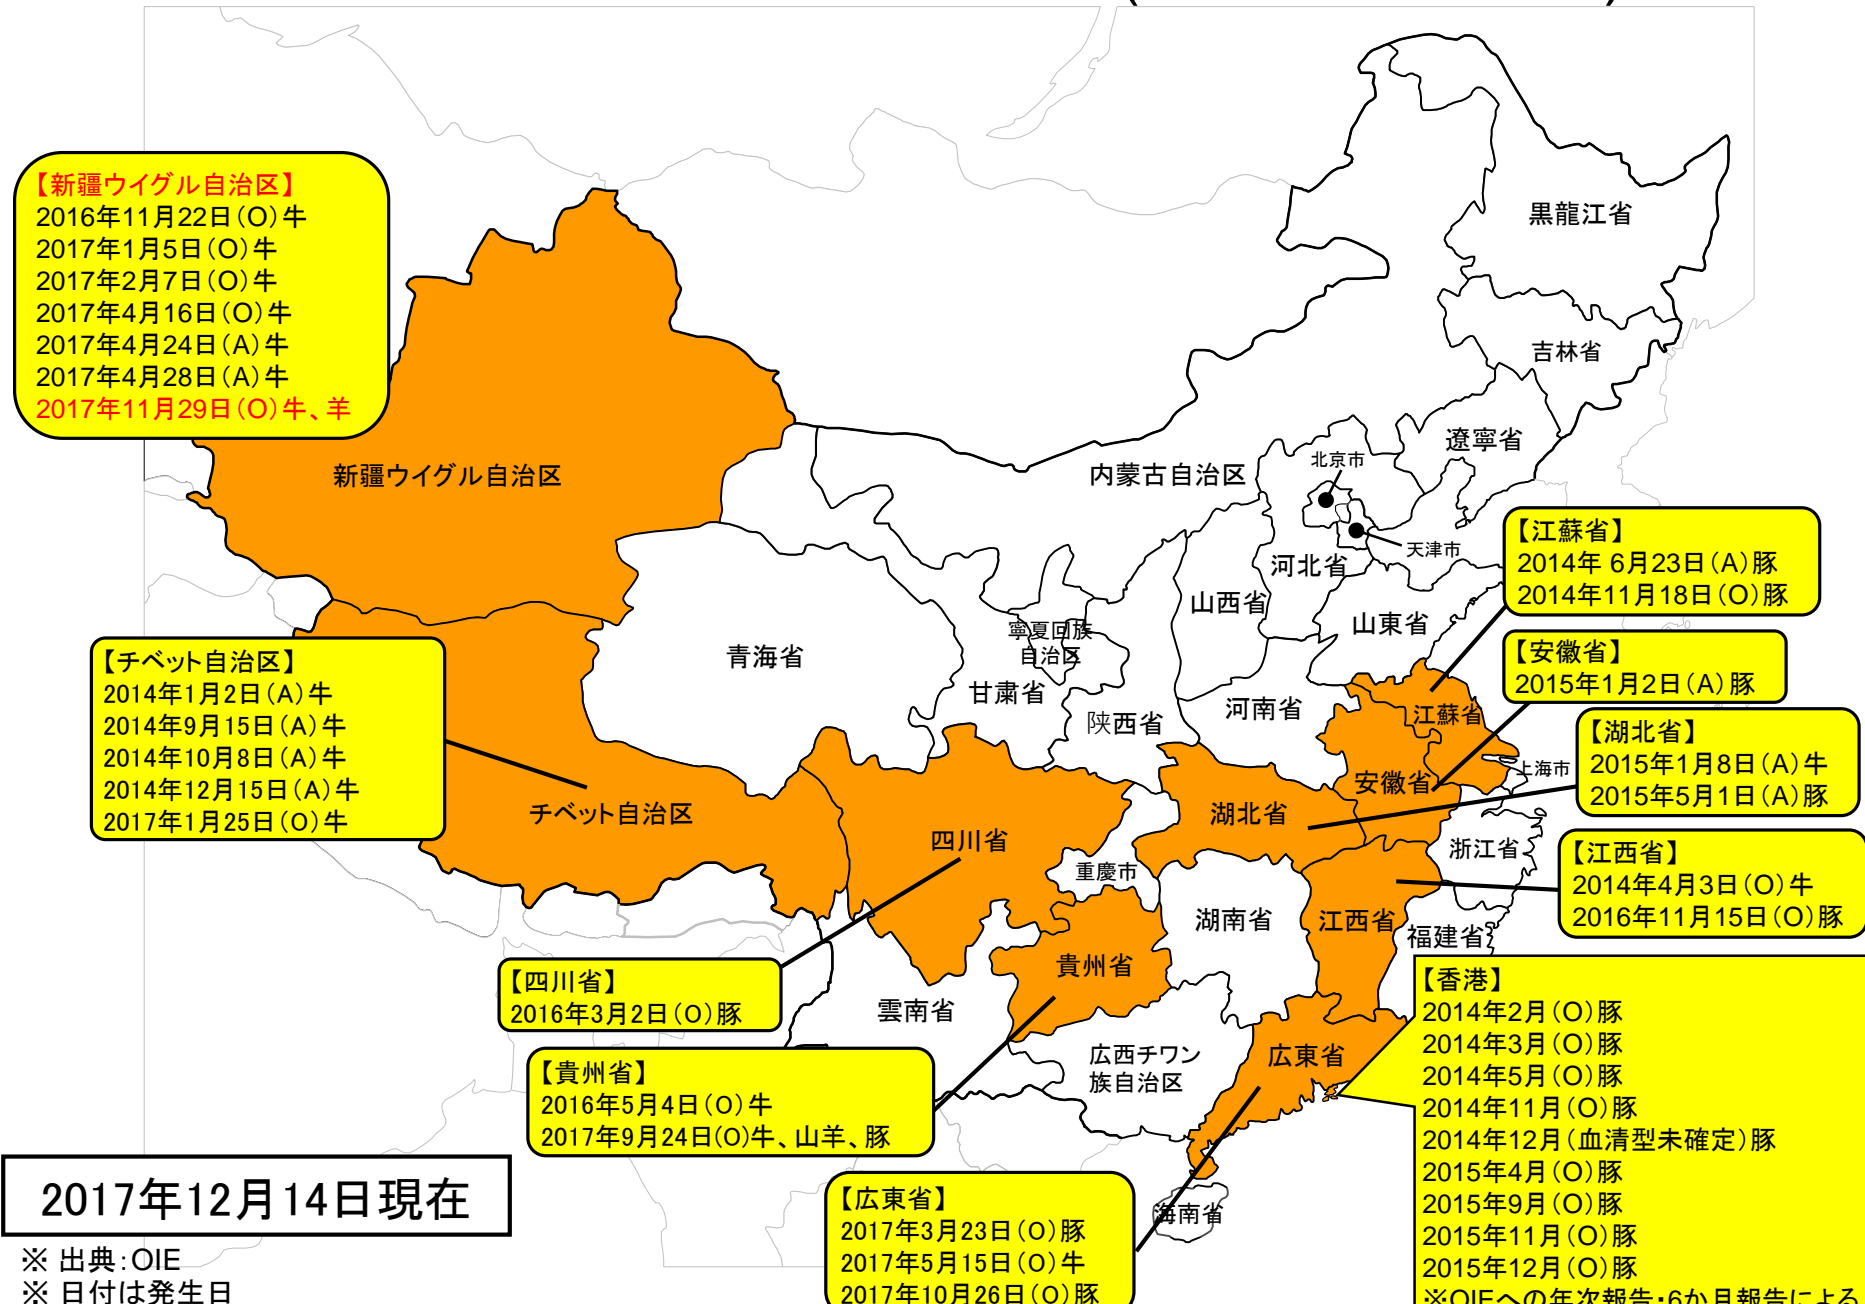 【新疆ウイグル自治区】
2016年11月22日(O)牛
2017年1月5日(O)牛
2017年2月7日(O)牛
2017年4月16日(O)牛
2017年4月24日(A)牛
2017年4月28日(A)牛
2017年11月29日(O)牛、羊
黒龍江省
吉林省
遼寧省
北京市
内蒙古自治区
新疆ウイグル自治区
天津市
河北省
山西省
山東省
寧夏回族
自治区
青海省
甘粛省
陕西省
河南省
江蘇省
安徽省
上海市
湖北省
四川省
チベット自治区
重慶市
浙江省
湖南省
江西省
福建省
貴州省
雲南省
広西チワン
族自治区
広東省
海南省
【江蘇省】
2014年 6月23日(A)豚
2014年11月18日(O)豚
【安徽省】
2015年1月2日(A)豚
【湖北省】
2015年1月8日(A)牛
2015年5月1日(A)豚
【江西省】
2014年4月3日(O)牛
2016年11月15日(O)豚
【チベット自治区】
2014年1月2日(A)牛
2014年9月15日(A)牛
2014年10月8日(A)牛
2014年12月15日(A)牛
2017年1月25日(O)牛
【四川省】
2016年3月2日(O)豚
【貴州省】
2016年5月4日(O)牛
2017年9月24日(O)牛、山羊、豚
【広東省】
2017年3月23日(O)豚
2017年5月15日(O)牛
2017年10月26日(O)豚
【香港】
2014年2月(O)豚
2014年3月(O)豚
2014年5月(O)豚
2014年11月(O)豚
2014年12月(血清型未確定)豚
2015年4月(O)豚
2015年9月(O)豚
2015年11月(O)豚
2015年12月(O)豚
※OIEへの年次報告・6か月報告による
2017年12月14日現在
※ 出典:OIE
※ 日付は発生日